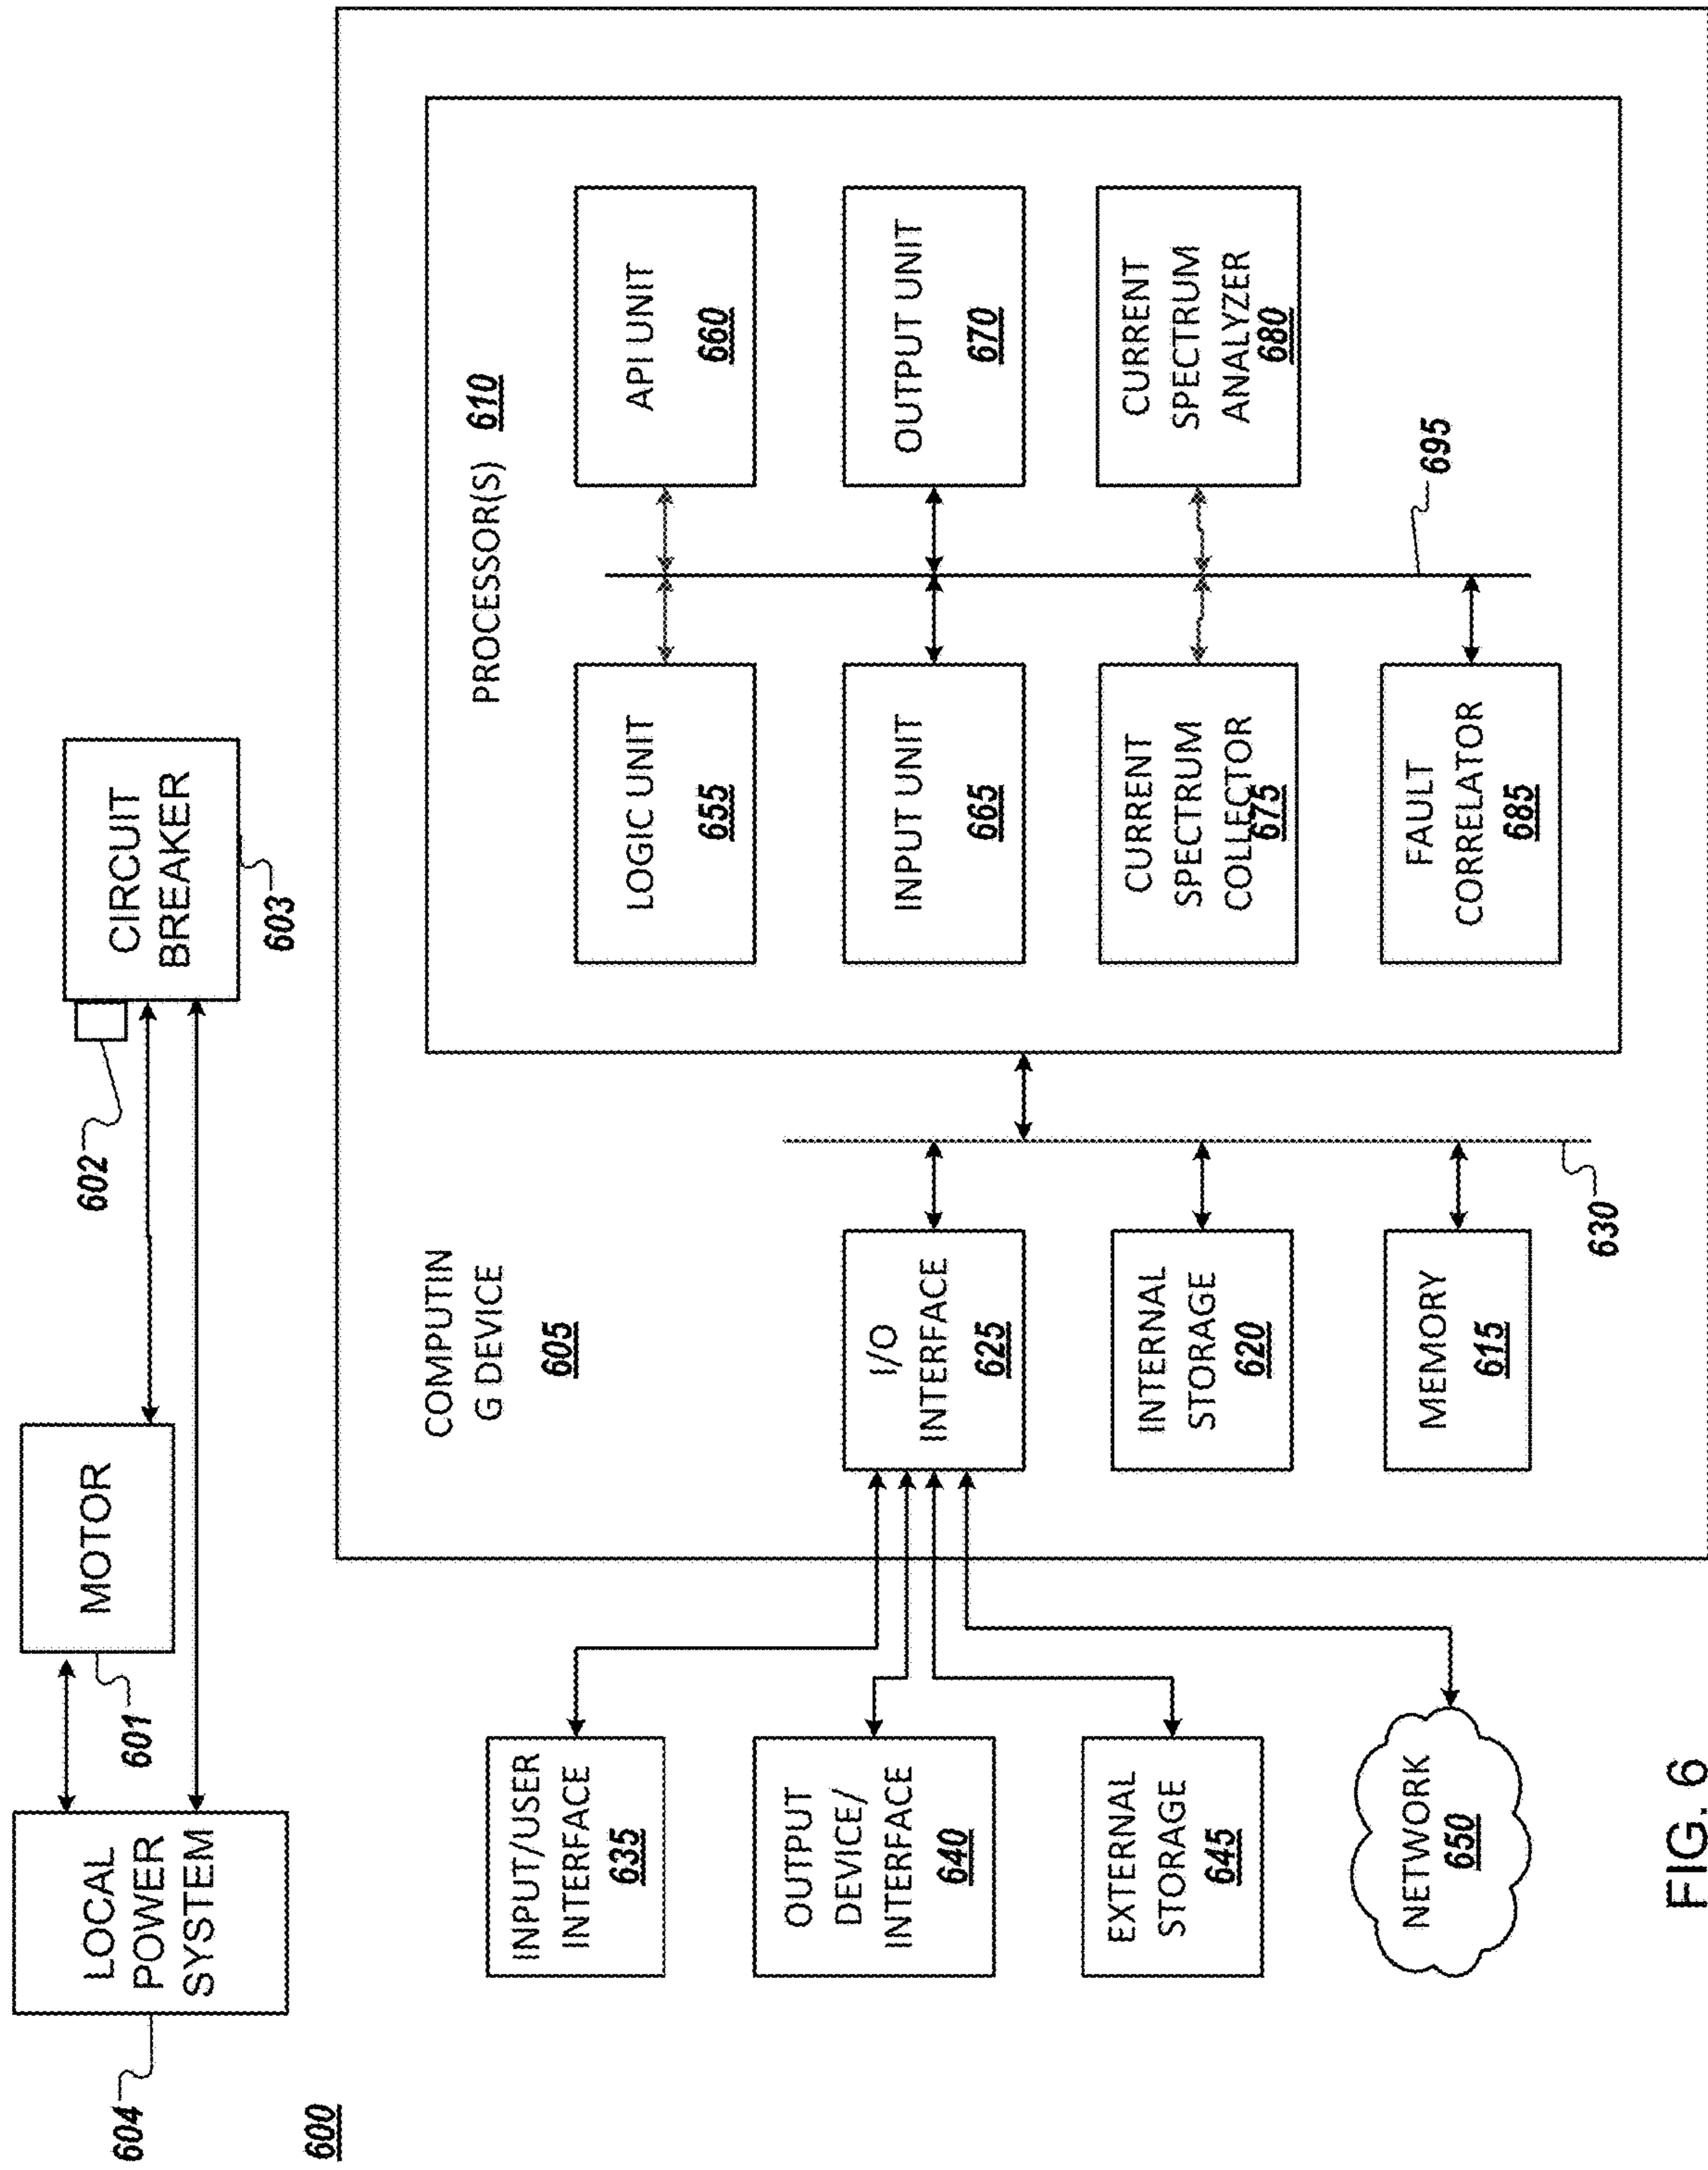 600
604
LOCAL
POWER
SYSTEM
601
MOTOR
602
CIRCUIT
BREAKER
603
INPUT/USER
INTERFACE
635
OUTPUT
DEVICE/
INTERFACE
640
EXTERNAL
STORAGE
645
NETWORK
650
COMPUTIN
G DEVICE
605
I/O
INTERFACE
625
INTERNAL
STORAGE
620
MEMORY
615
630
PROCESSOR(S) 610
LOGIC UNIT
655
API UNIT
660
INPUT UNIT
665
OUTPUT UNIT
670
CURRENT
SPECTRUM
COLLECTOR
675
CURRENT
SPECTRUM
ANALYZER
680
FAULT
CORRELATOR
685
695
FIG. 6